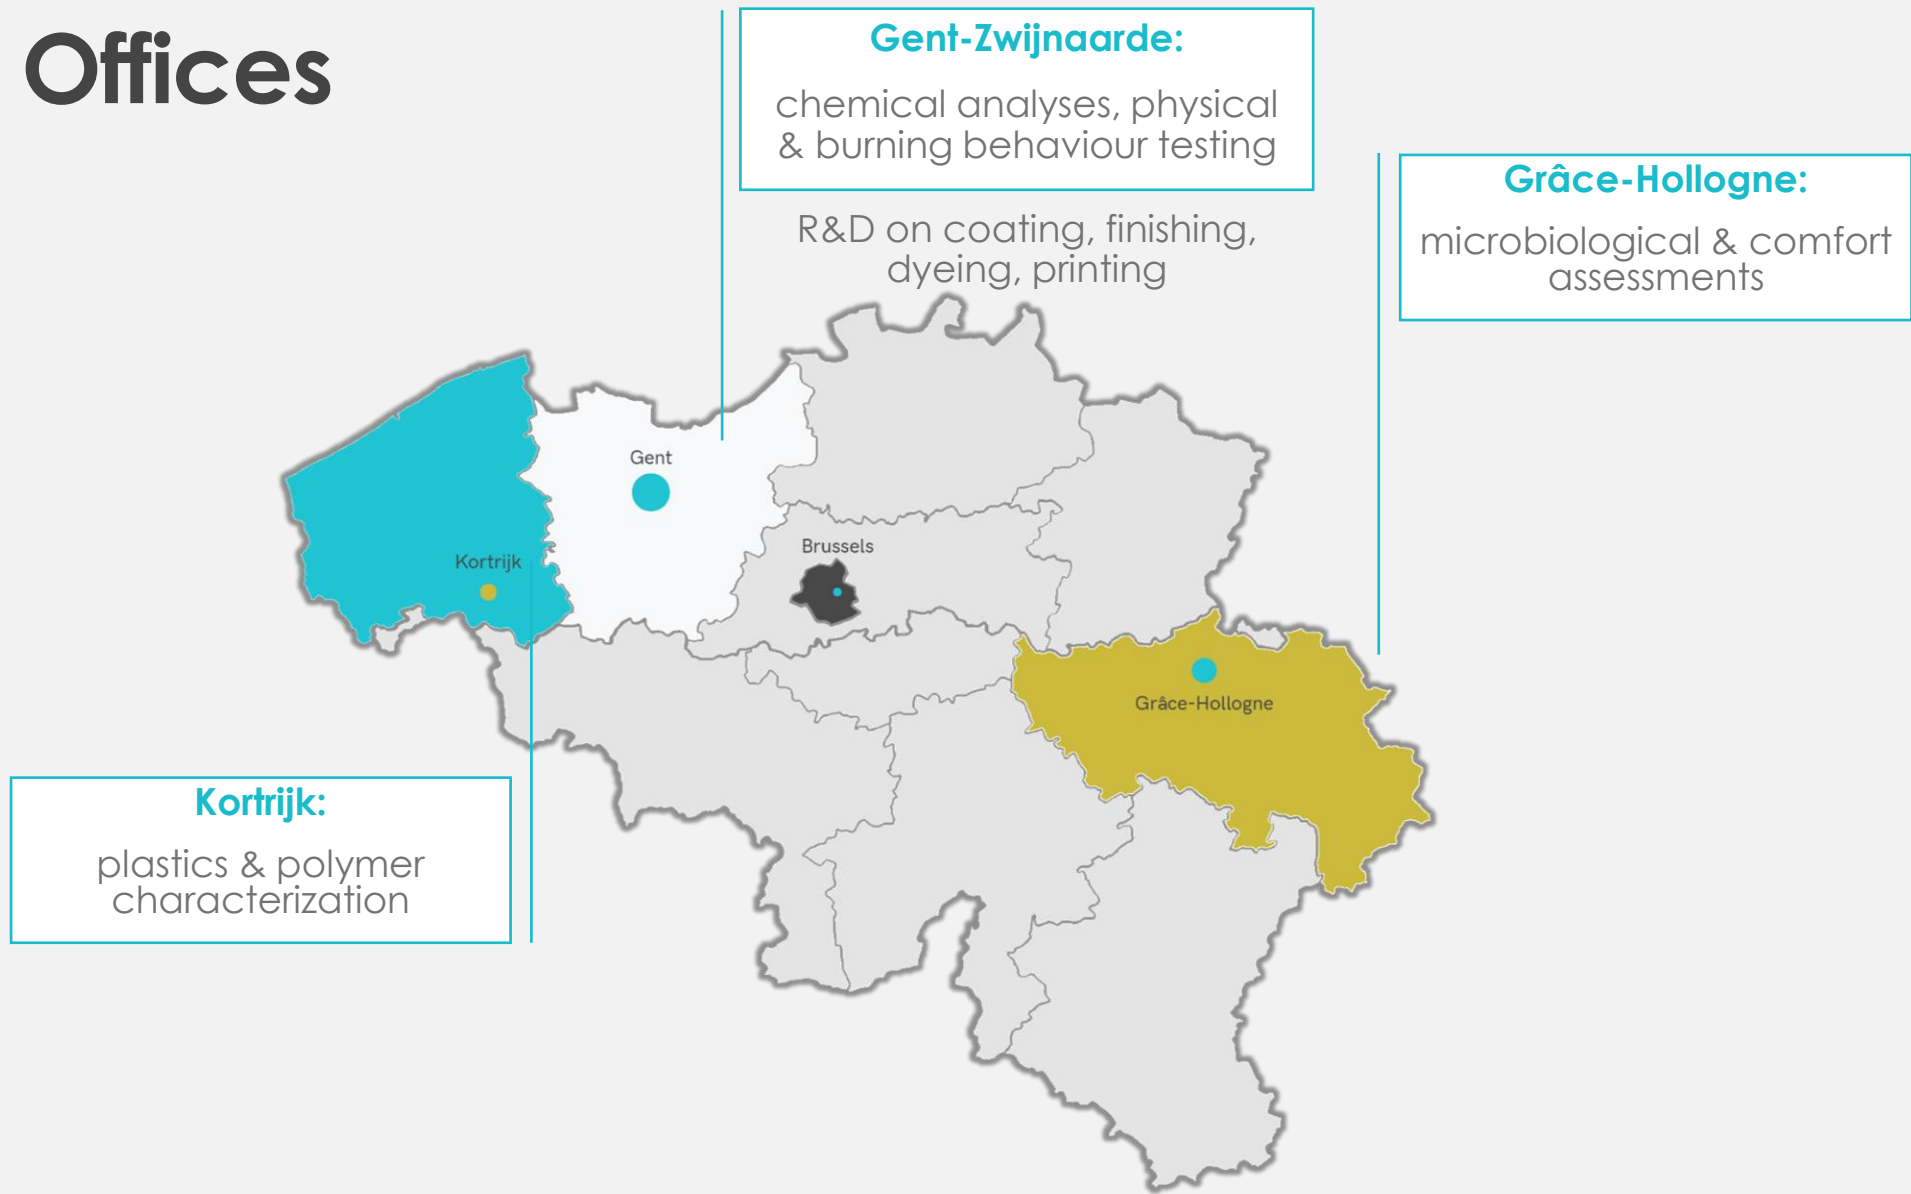 Offices
Gent-Zwijnaarde:
chemical analyses, physical
& burning behaviour testing
R&D on coating, finishing,
dyeing, printing
Grâce-Hollogne:
microbiological & comfort
assessments
Gent
Kortrijk
Brussels
Grâce-Hollogne
Kortrijk:
plastics & polymer
characterization